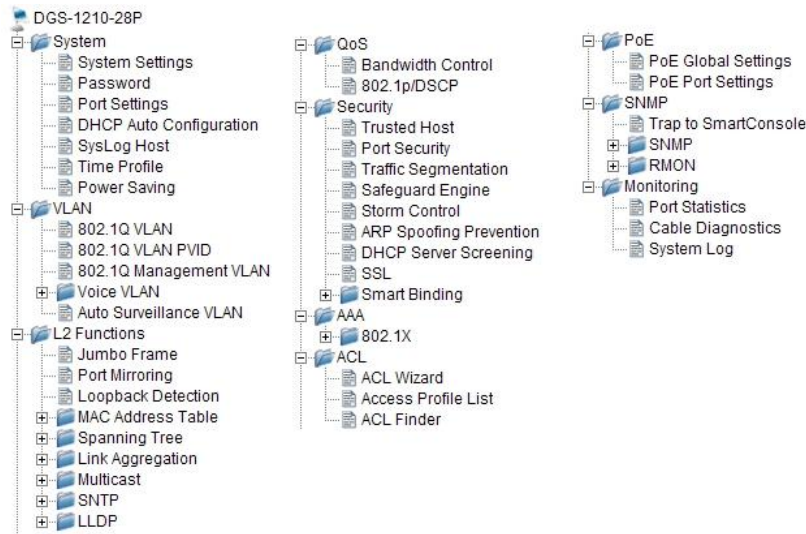 DGS-1210-28P
System
System Settings
Password
Port Settings
DHCP Auto Configuration
SysLog Host
Time Profile
Power Saving
VLAN
802.1Q VLAN
802.1Q VLAN PVID
802.1Q Management VLAN
Voice VLAN
Auto Surveillance VLAN
L2 Functions
Jumbo Frame
Port Mirroring
Loopback Detection
MAC Address Table
Spanning Tree
Link Aggregation
Multicast
SNTP
LLDP
QoS
Bandwidth Control
802.1p/DSCP
Security
Trusted Host
Port Security
Traffic Segmentation
Safeguard Engine
Storm Control
ARP Spoofing Prevention
DHCP Server Screening
SSL
Smart Binding
AAA
802.1X
ACL
ACL Wizard
Access Profile List
ACL Finder
PoE
PoE Global Settings
PoE Port Settings
SNMP
Trap to SmartConsole
SNMP
RMON
Monitoring
Port Statistics
Cable Diagnostics
System Log